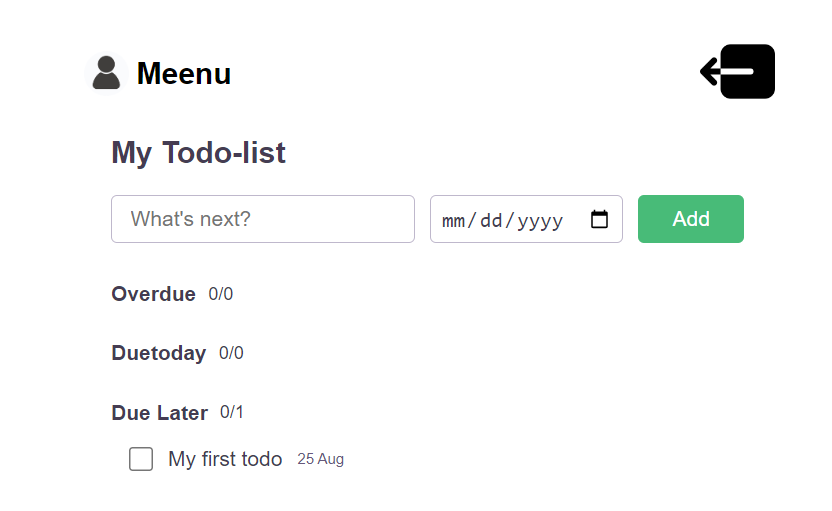 Meenu
My Todo-list
What's next? mm/dd/yyyy Add
Overdue 0/0
Duetoday 0/0
Due Later 0/1
My first todo 25 Aug